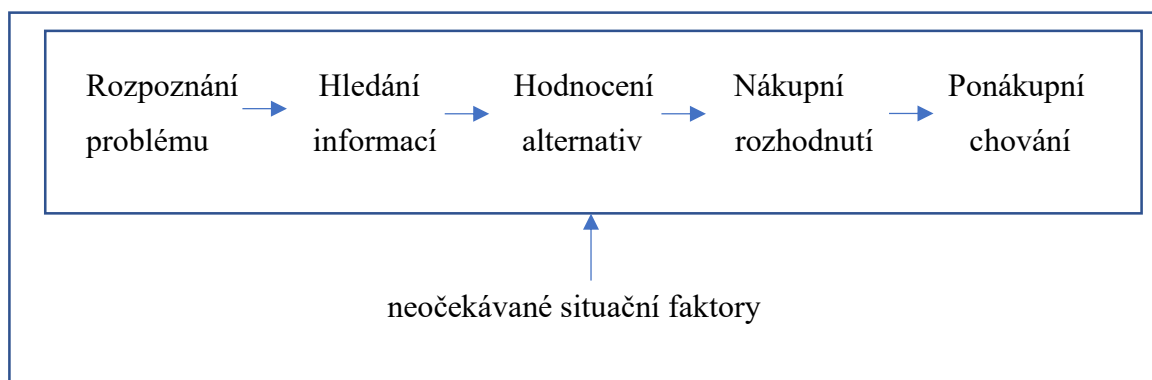 Rozpoznání Hledání Hodnocení Nákupní Ponákupní
problému informací alternativ rozhodnutí chování
neočekávané situační faktory